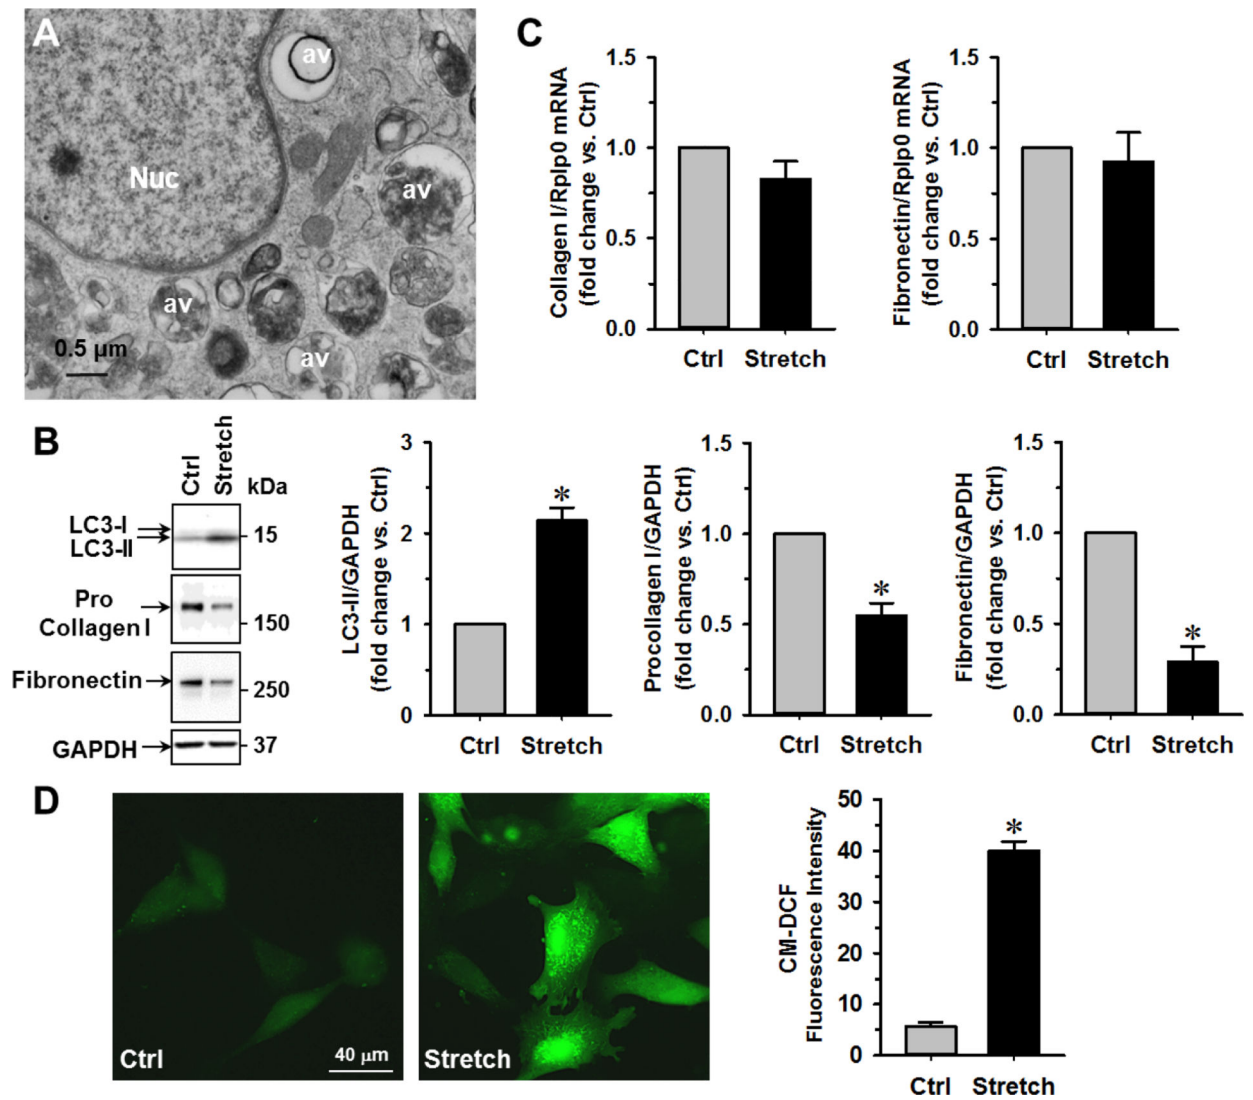 A
av
Nuc
av
av
av
0.5 µm
C
Collagen I/Rplp0 mRNA
(fold change vs. Ctrl)
1.5
1.0
0.5
0.0
Ctrl Stretch
Fibronectin/Rplp0 mRNA
(fold change vs. Ctrl)
1.5
1.0
0.5
0.0
Ctrl Stretch
B
Ctrl
Stretch
kDa
LC3-I
LC3-II
15
Pro
Collagen I
150
Fibronectin
250
GAPDH
37
LC3-II/GAPDH
(fold change vs. Ctrl)
3
2
1
0
*
Ctrl Stretch
Procollagen I/GAPDH
(fold change vs. Ctrl)
1.5
1.0
0.5
0.0
*
Ctrl Stretch
Fibronectin/GAPDH
(fold change vs. Ctrl)
1.5
1.0
0.5
0.0
*
Ctrl Stretch
D
Ctrl
40 µm
Stretch
CM-DCF
Fluorescence Intensity
50
40
30
20
10
0
*
Ctrl Stretch